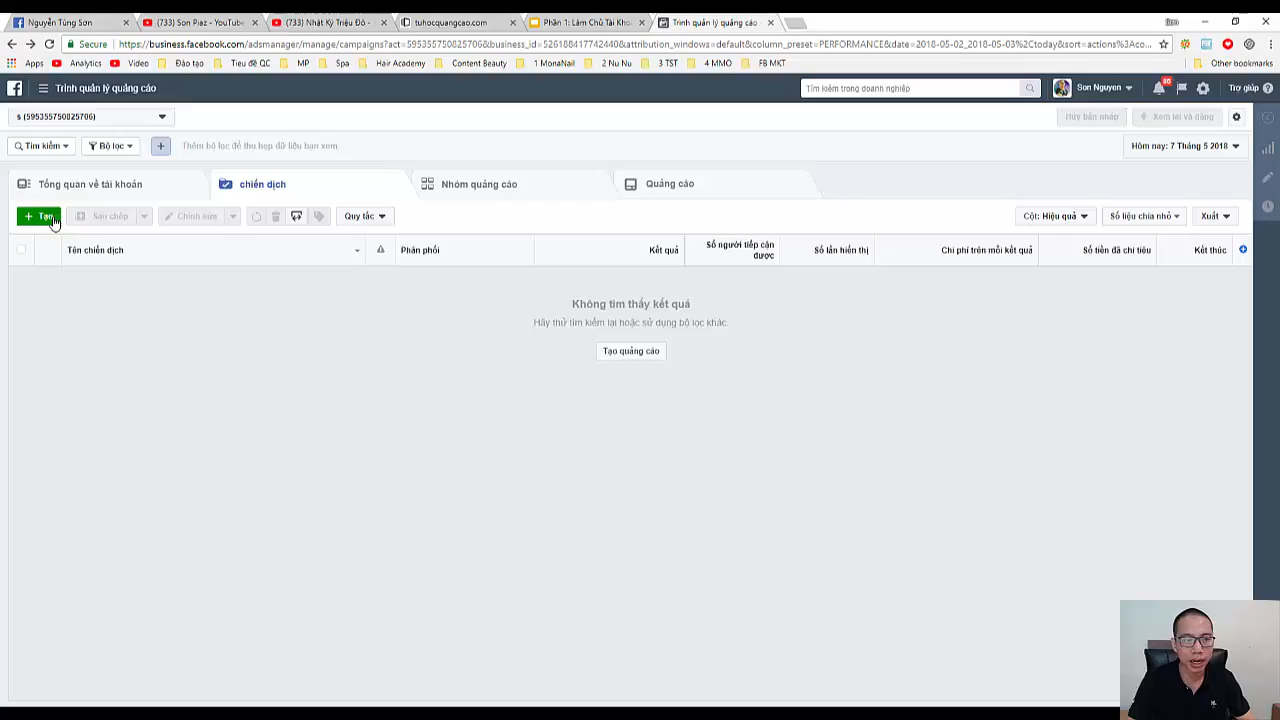 Nguyễn Tùng Sơn
(733) Son Piaz - YouTube
(733) Nhật Ký Triệu Đô -
tuhocquangcao.com
Phần 1: Làm Chủ Tài Kho
Trình quản lý quảng cáo
Secure
https://business.facebook.com/adsmanager/manage/campaigns?act=595355750825706&business_id=526188417742440&attribution_windows=default&column_preset=PERFORMANCE&date=2018-05-02_2018-05-03%2Ctoday&sort=actions%3Aco...
Apps
Analytics
Video
Đào tạo
Tieu đề QC
MP
Spa
Hair Academy
Content Beauty
1 MonaNail
2 Nu Nu
3 TST
4 MMO
FB MKT
Other bookmarks
Trình quản lý quảng cáo
Tìm kiếm trong doanh nghiệp
Son Nguyen
86
Trợ giúp
s (595355750825706)
Hủy bản nháp
Xem lại và đăng
Tìm kiếm
Bộ lọc
Thêm bộ lọc để thu hẹp dữ liệu bạn xem.
Hôm nay: 7 Tháng 5 2018
Tổng quan về tài khoản
chiến dịch
Nhóm quảng cáo
Quảng cáo
+ Tạo
Sao chép
Chỉnh sửa
Quy tắc
Cột: Hiệu quả
Số liệu chia nhỏ
Xuất
Tên chiến dịch
Phân phối
Kết quả
Số người tiếp cận được
Số lần hiển thị
Chi phí trên mỗi kết quả
Số tiền đã chi tiêu
Kết thúc
Không tìm thấy kết quả
Hãy thử tìm kiếm lại hoặc sử dụng bộ lọc khác.
Tạo quảng cáo